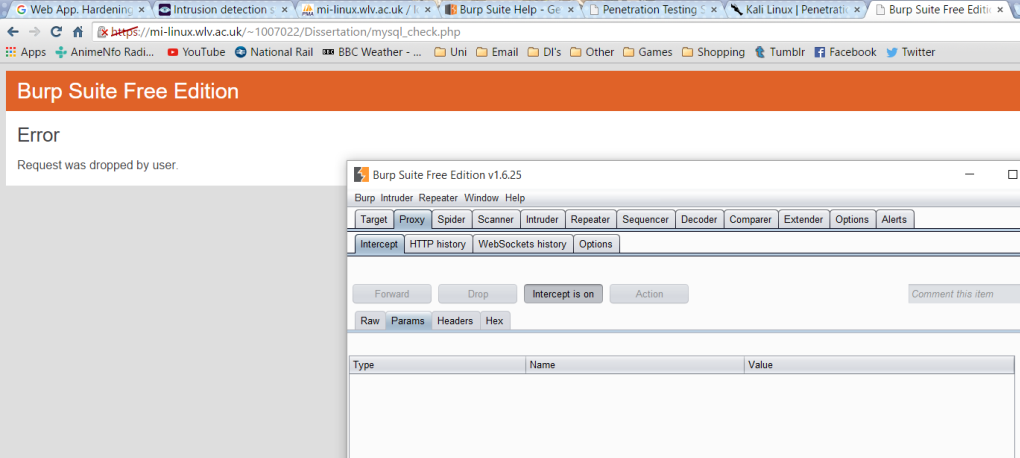 Web App. Hardening
Intrusion detection s
mi-linux.wlv.ac.uk / 
Burp Suite Help - Ge
Penetration Testing S
Kali Linux | Penetrati
Burp Suite Free Editi
https://mi-linux.wlv.ac.uk/~1007022/Dissertation/mysql_check.php
Apps AnimeNfo Radi... YouTube National Rail BBC Weather - ... Uni Email DI's Other Games Shopping Tumblr Facebook Twitter
Burp Suite Free Edition
Error
Request was dropped by user.
Burp Suite Free Edition v1.6.25
Burp Intruder Repeater Window Help
Target Proxy Spider Scanner Intruder Repeater Sequencer Decoder Comparer Extender Options Alerts
Intercept HTTP history WebSockets history Options
Forward Drop Intercept is on Action Comment this item
Raw Params Headers Hex
Type Name Value